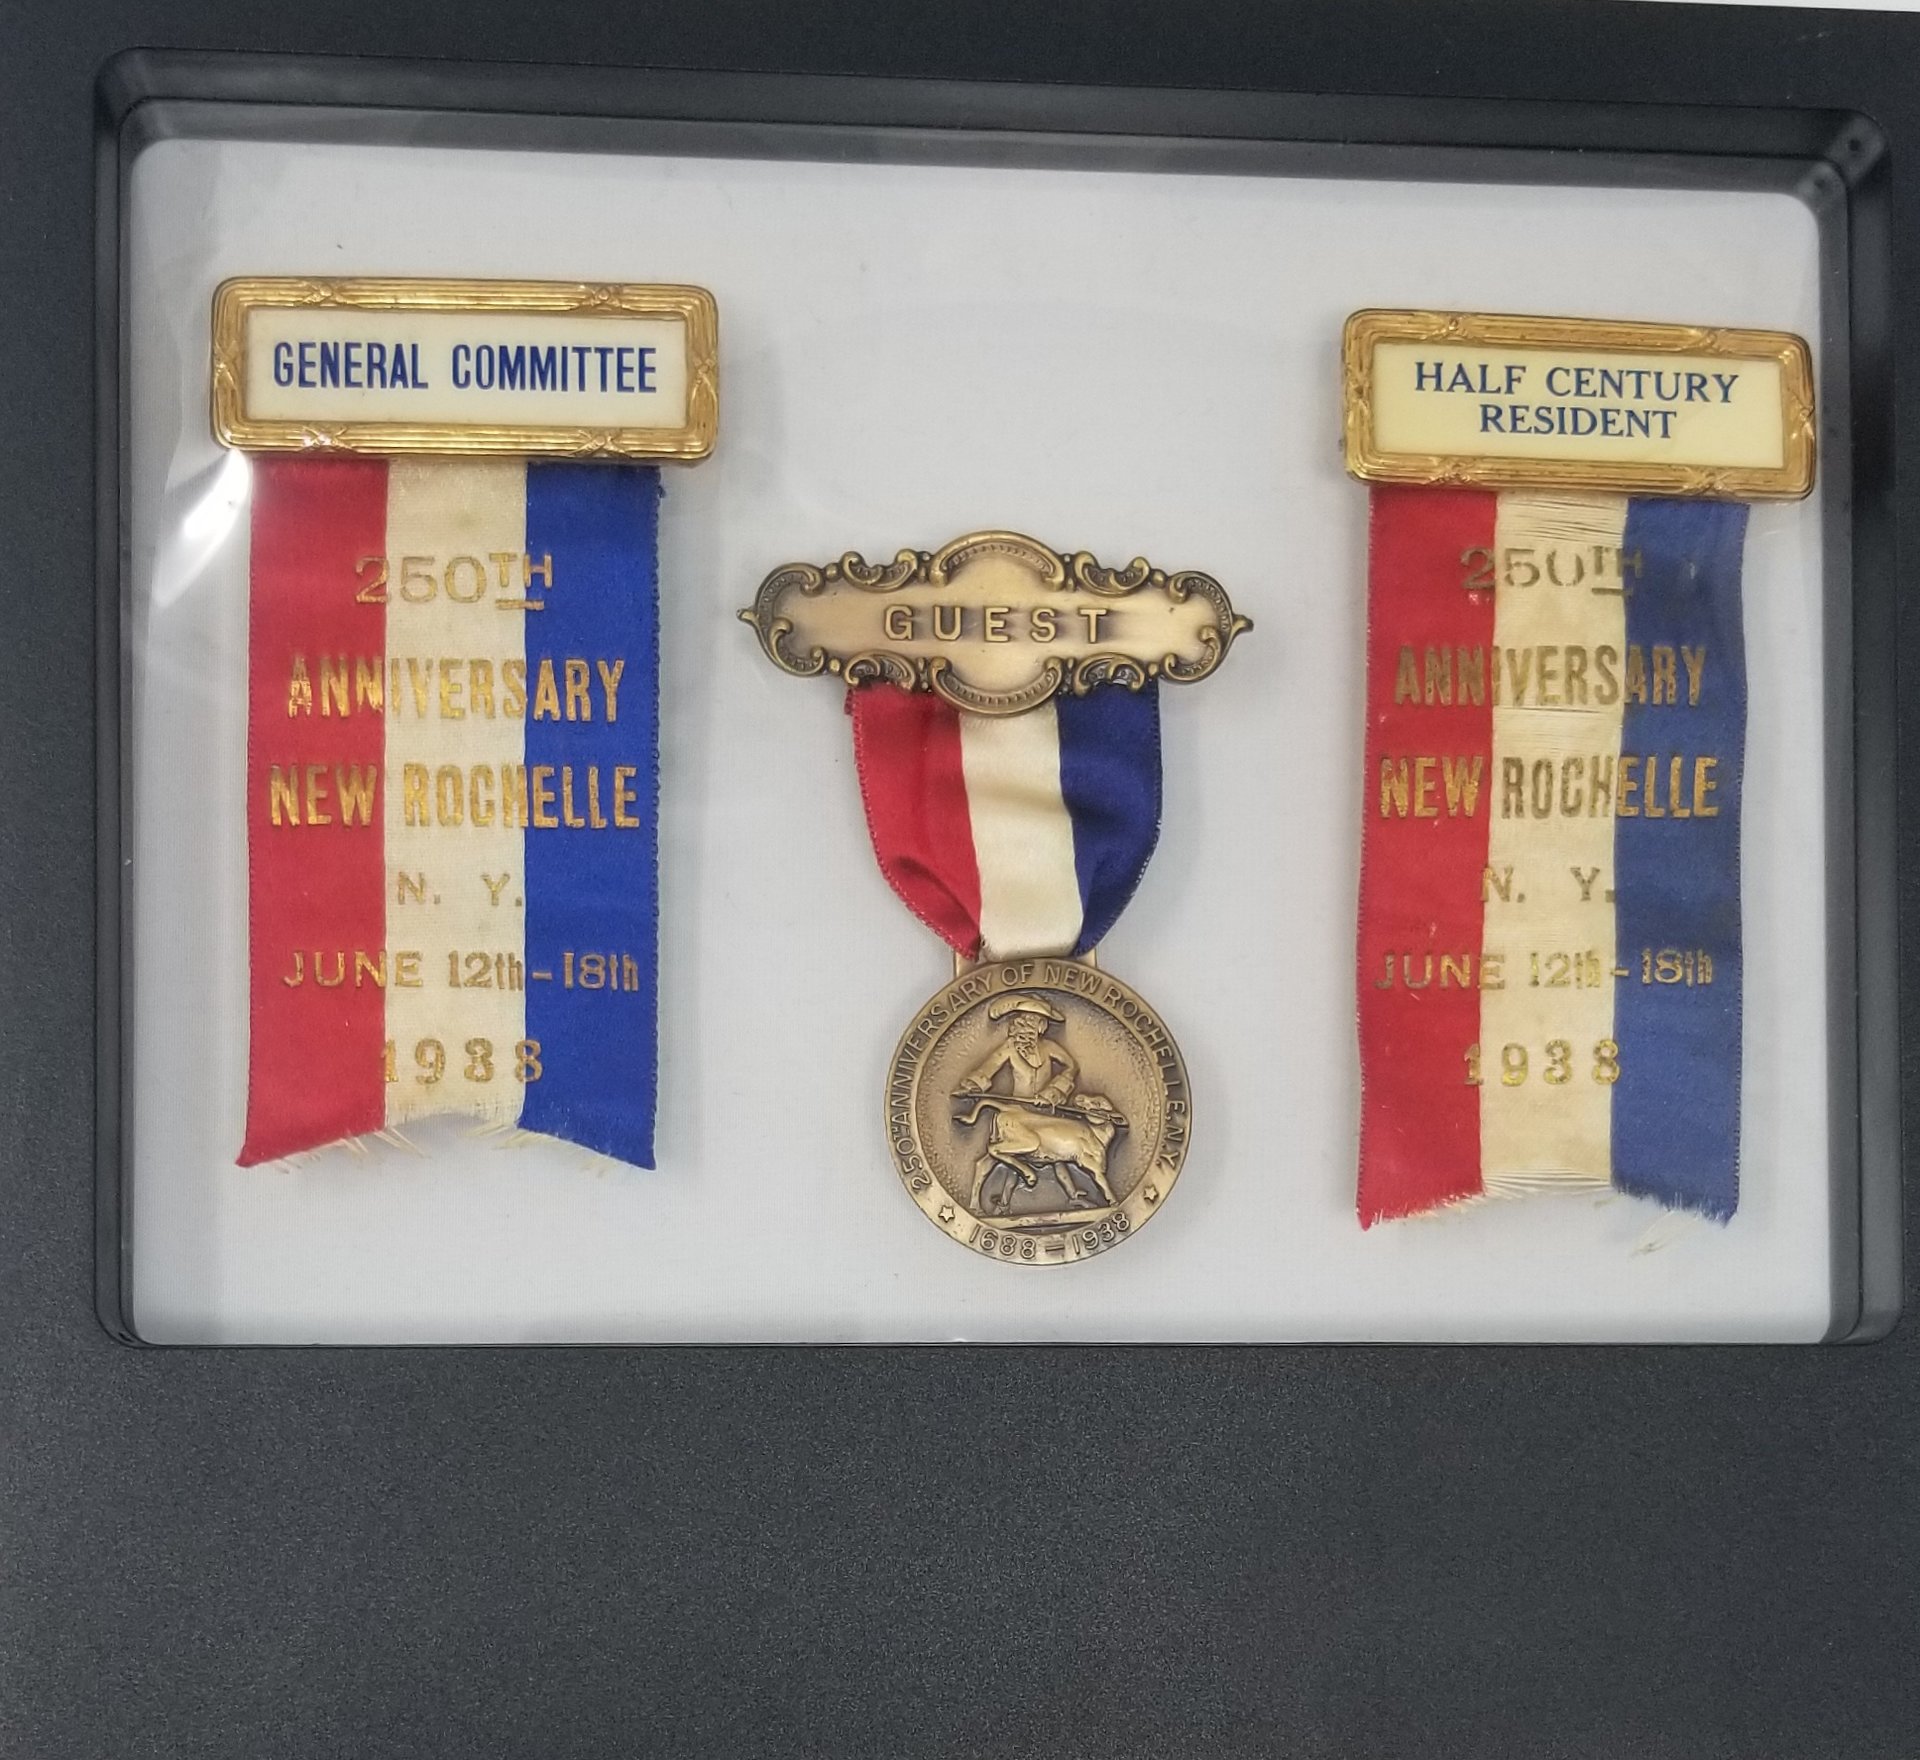 GENERAL COMMITTEE
250TH
ANNIVERSARY
NEW ROCHELLE
N. Y.
JUNE 12th-18th
1938
GUEST
250TH ANNIVERSARY OF NEW ROCHELLE, N.Y.
1688=1938
HALF CENTURY
RESIDENT
250TH
ANNIVERSARY
NEW ROCHELLE
N. Y.
JUNE 12th-18th
1938